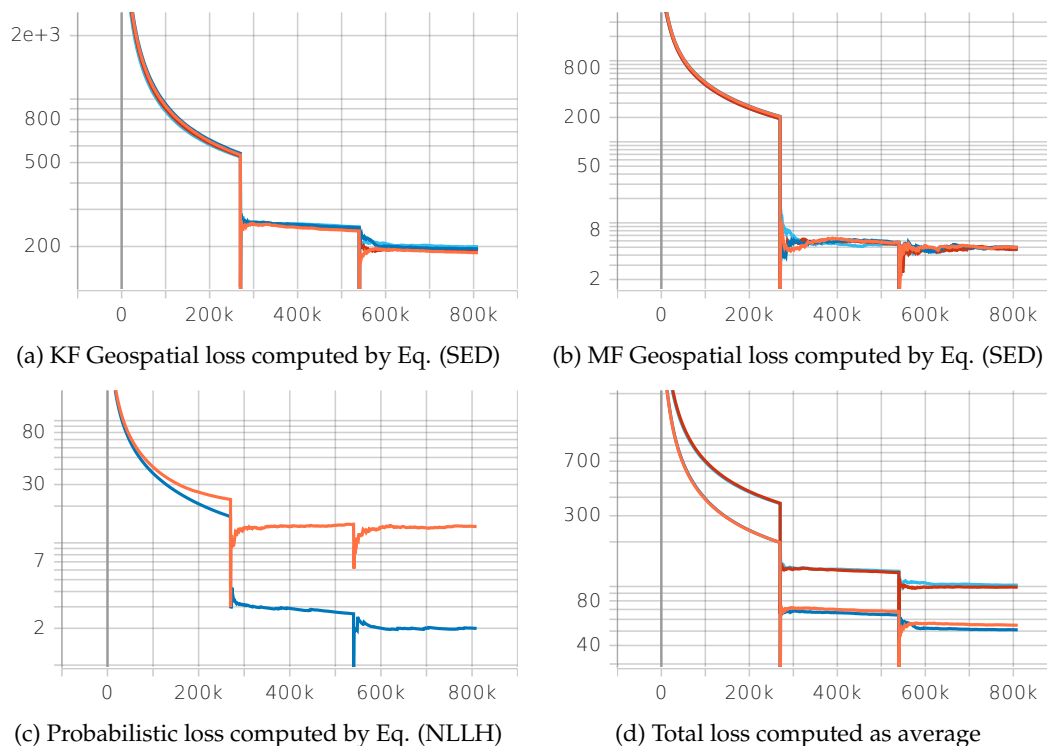 2e+3
800
500
200
0 200k 400k 600k 800k
(a) KF Geospatial loss computed by Eq. (SED)
800
200
50
8
2
0 200k 400k 600k 800k
(b) MF Geospatial loss computed by Eq. (SED)
80
30
7
2
0 200k 400k 600k 800k
(c) Probabilistic loss computed by Eq. (NLLH)
700
300
80
40
0 200k 400k 600k 800k
(d) Total loss computed as average